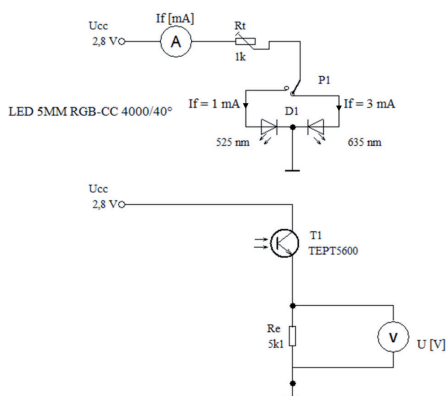 If [mA]
Ucc
2,8 V
A
Rt
1k
P1
LED 5MM RGB-CC 4000/40°
If = 1 mA
If = 3 mA
D1
525 nm
635 nm
Ucc
2,8 V
T1
TEPT5600
Re
5k1
V
U [V]